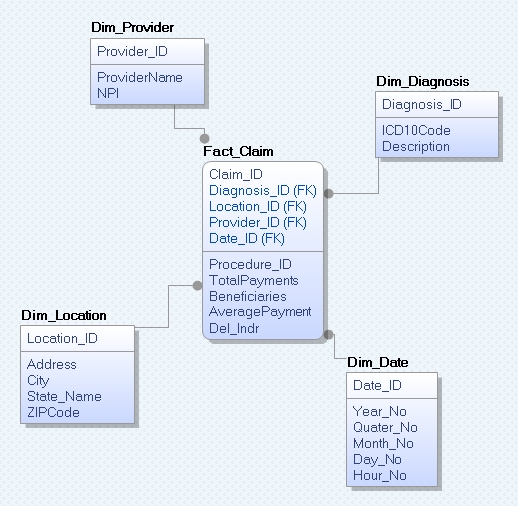 Dim_Provider
Provider_ID
ProviderName
NPI
Dim_Diagnosis
Diagnosis_ID
ICD10Code
Description
Fact_Claim
Claim_ID
Diagnosis_ID (FK)
Location_ID (FK)
Provider_ID (FK)
Date_ID (FK)
Procedure_ID
TotalPayments
Beneficiaries
AveragePayment
Del_Indr
Dim_Location
Location_ID
Address
City
State_Name
ZIPCode
Dim_Date
Date_ID
Year_No
Quater_No
Month_No
Day_No
Hour_No